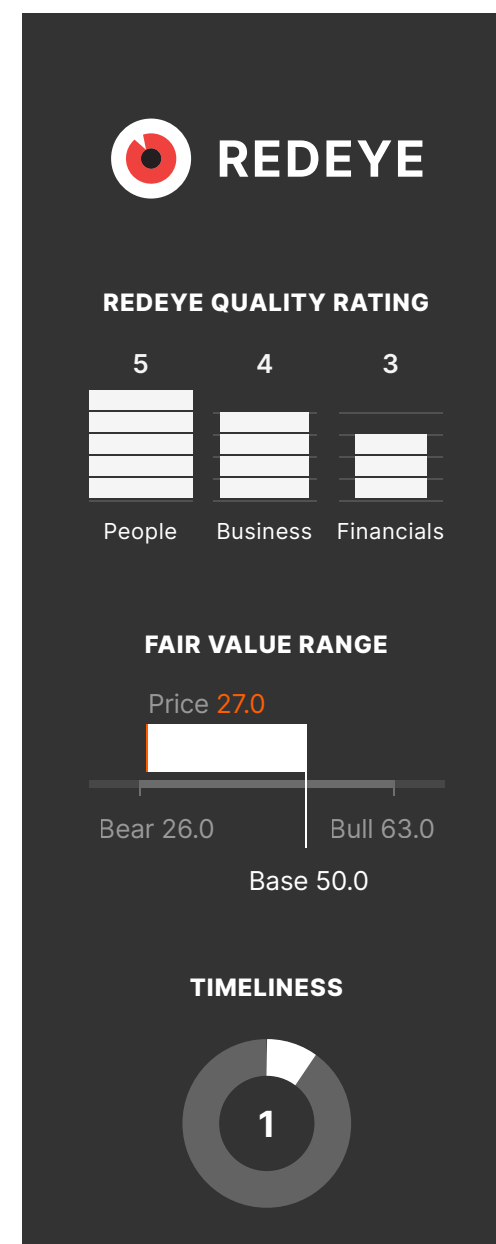 REDEYE
REDEYE QUALITY RATING
5 4 3
People Business Financials
FAIR VALUE RANGE
Price 27.0
Bear 26.0 Bull 63.0
Base 50.0
TIMELINESS
1